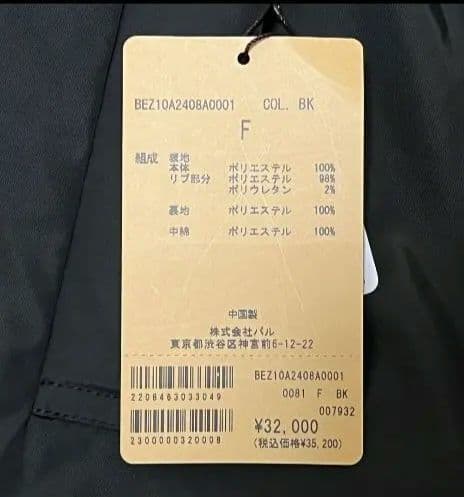 BEZ10A2408A0001 COL. BK
F
組成 表地
本体 ポリエステル 100%
リブ部分 ポリエステル 98%
ポリウレタン 2%
裏地 ポリエステル 100%
中綿 ポリエステル 100%
中国製
株式会社パル
東京都渋谷区神宮前6-12-22
BEZ10A2408A0001
2208463033049 0081 F BK
007932
¥32,000
2300000320008 (税込価格¥35,200)